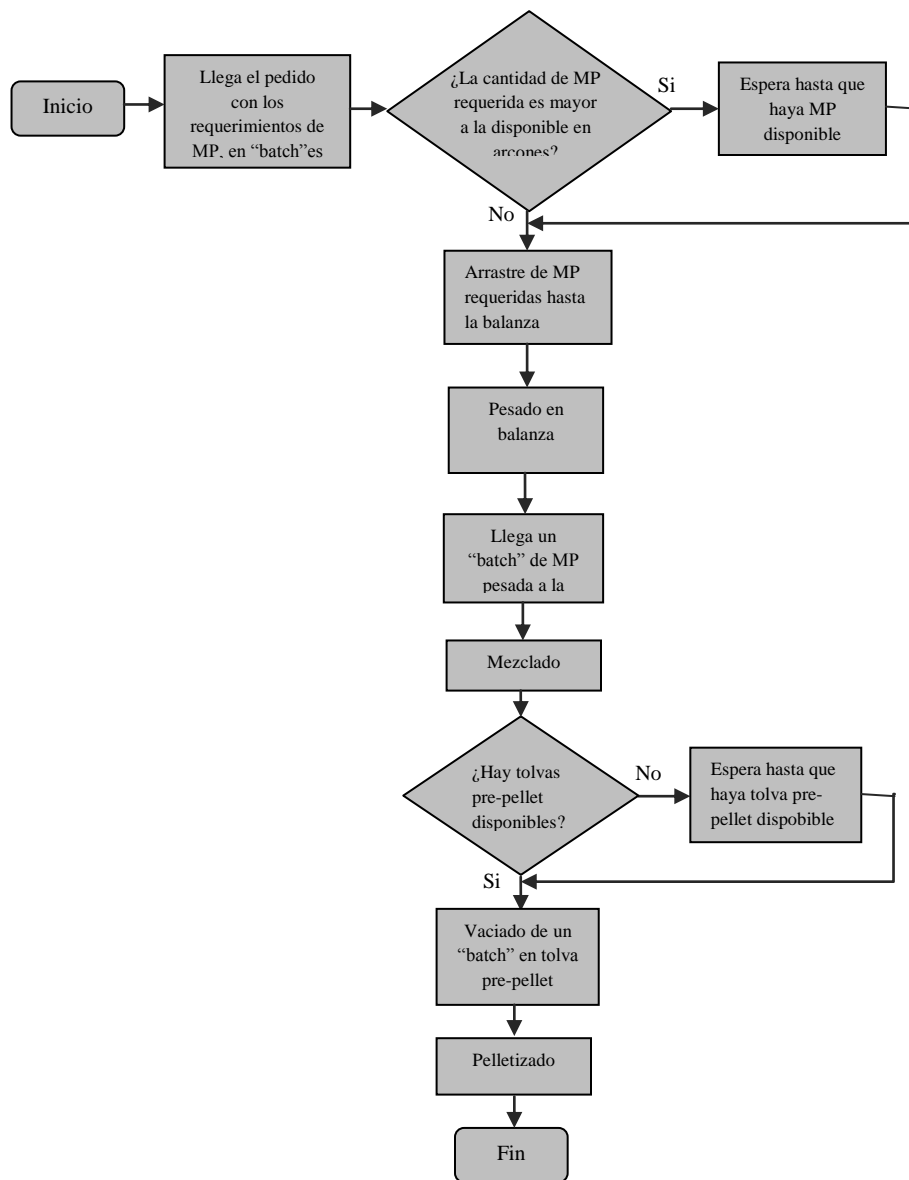 Inicio
Llega el pedido
con los
requerimientos de
MP, en “batch”es
¿La cantidad de MP
requerida es mayor
a la disponible en
arcones?
Si
Espera hasta que
haya MP
disponible
No
Arrastre de MP
requeridas hasta
la balanza
Pesado en
balanza
Llega un
“batch” de MP
pesada a la
Mezclado
¿Hay tolvas
pre-pellet
disponibles?
No
Espera hasta que
haya tolva pre-
pellet dispobible
Si
Vaciado de un
“batch” en tolva
pre-pellet
Pelletizado
Fin